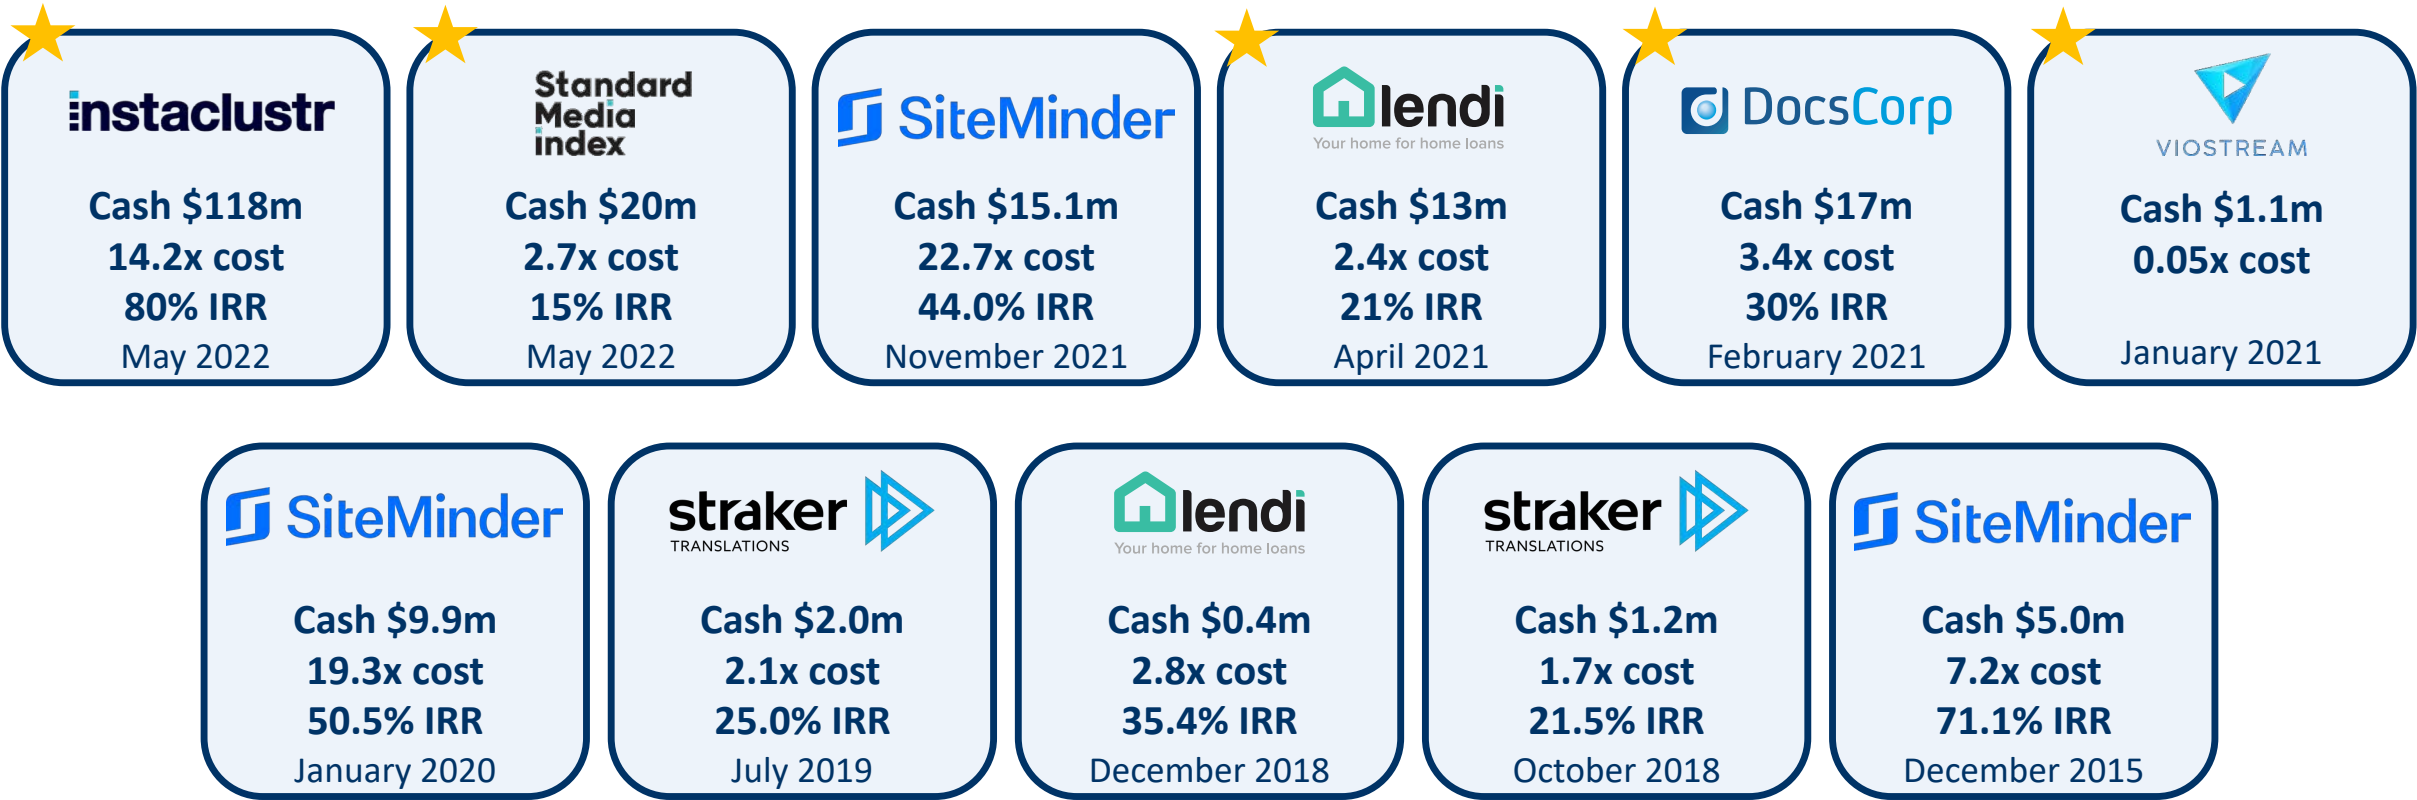 instaclustr
Cash $118m
14.2x cost
80% IRR
May 2022
Standard
Media
index
Cash $20m
2.7x cost
15% IRR
May 2022
SiteMinder
Cash $15.1m
22.7x cost
44.0% IRR
November 2021
lendi
Your home for home loans
Cash $13m
2.4x cost
21% IRR
April 2021
DocsCorp
Cash $17m
3.4x cost
30% IRR
February 2021
VIOSTREAM
Cash $1.1m
0.05x cost
January 2021
SiteMinder
Cash $9.9m
19.3x cost
50.5% IRR
January 2020
straker
TRANSLATIONS
Cash $2.0m
2.1x cost
25.0% IRR
July 2019
lendi
Your home for home loans
Cash $0.4m
2.8x cost
35.4% IRR
December 2018
straker
TRANSLATIONS
Cash $1.2m
1.7x cost
21.5% IRR
October 2018
SiteMinder
Cash $5.0m
7.2x cost
71.1% IRR
December 2015